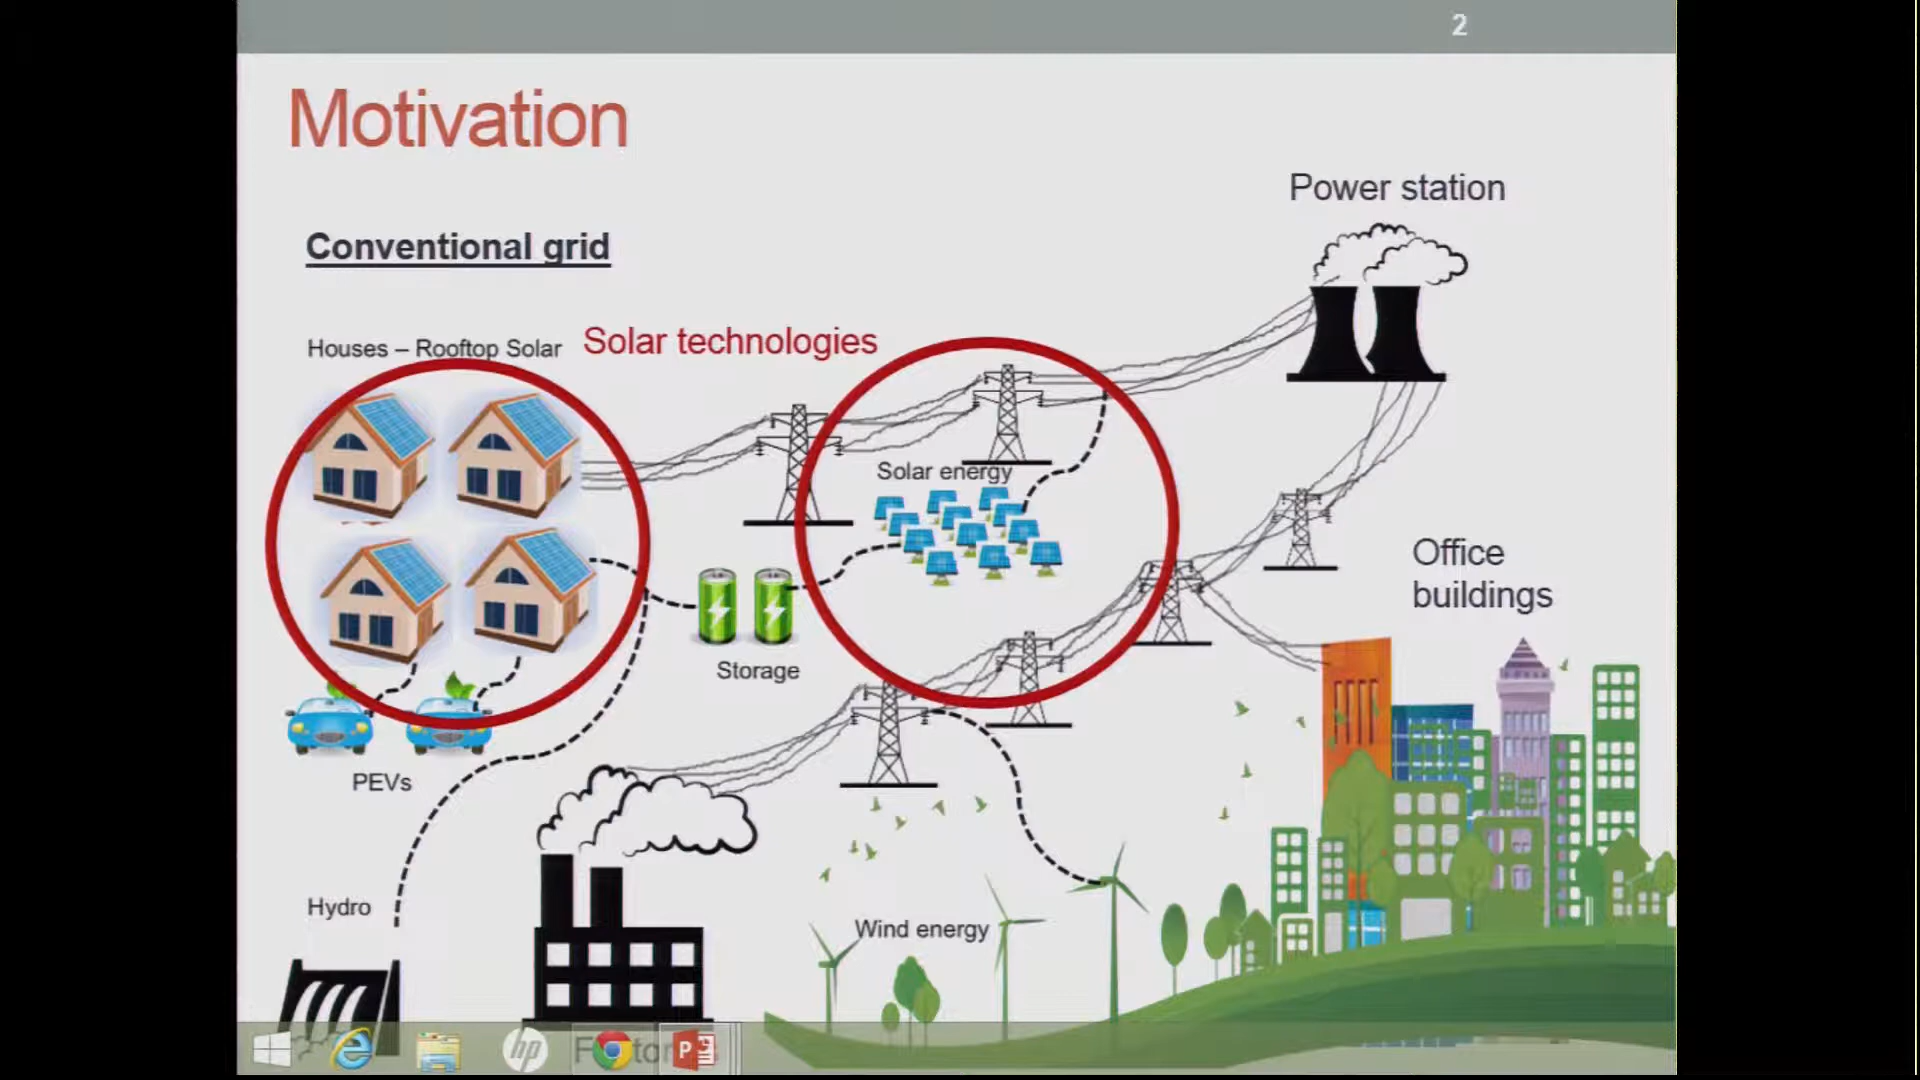 2
Motivation
Power station
Conventional grid
Houses – Rooftop Solar
Solar technologies
Solar energy
Office
buildings
Storage
PEVs
Hydro
Wind energy
hp